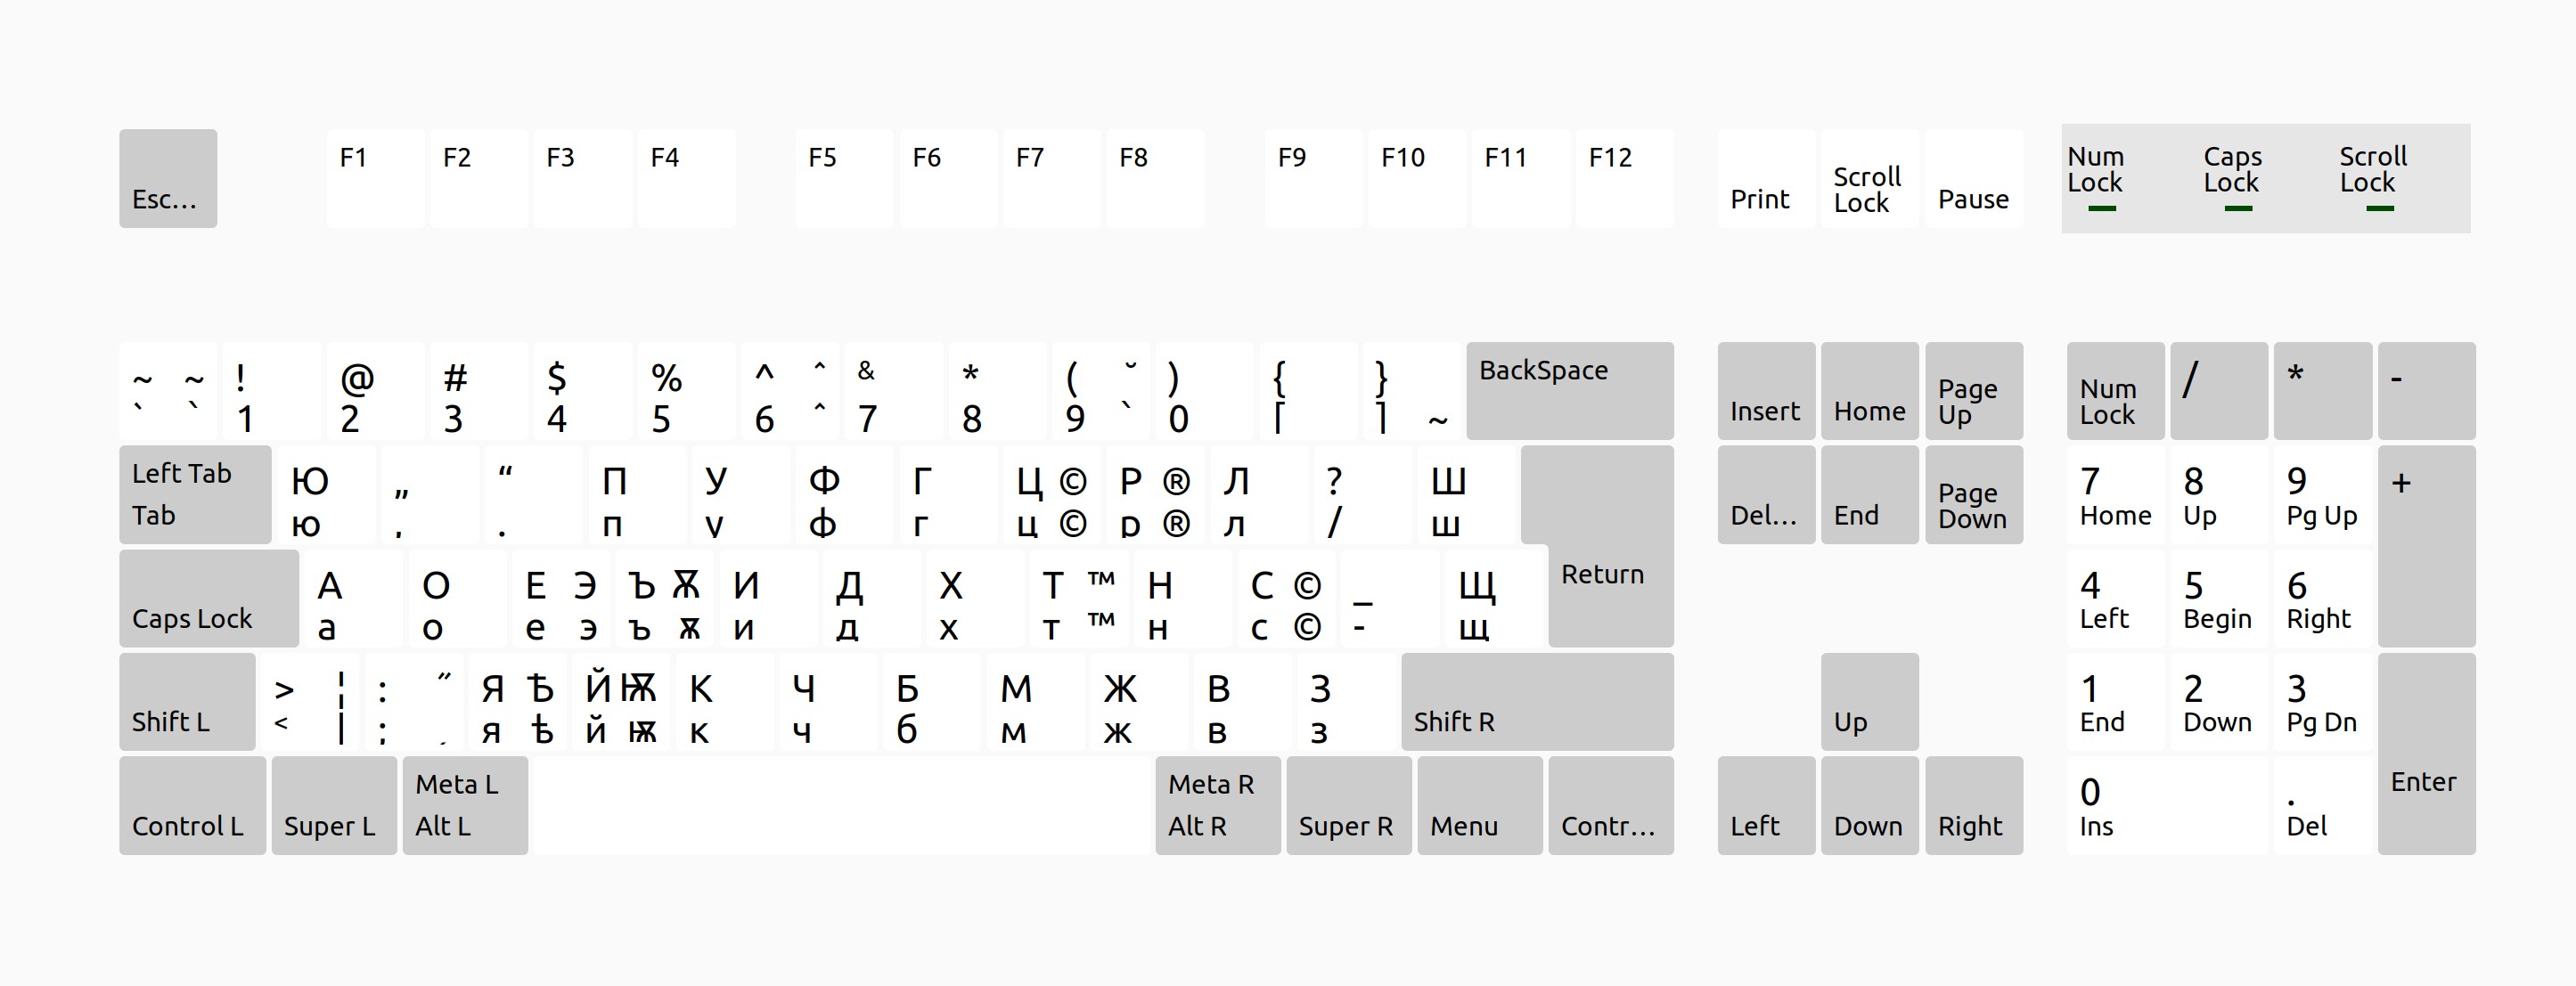 Esc… F1 F2 F3 F4 F5 F6 F7 F8 F9 F10 F11 F12 Print Scroll Lock Pause Num Lock Caps Lock Scroll Lock
~ ~ ! @ # $ % ^ ˆ & * ( ˘ ) { } BackSpace
` ` 1 2 3 4 5 6 ˆ 7 8 9 ` 0 [ ] ~ Insert Home Page Up Num Lock / * -
Left Tab Ю „ “ П У Ф Г Ц © Р ® Л ? Ш 7 8 9 +
Tab ю , . п у ф г ц © р ® л / ш Del… End Page Down Home Up Pg Up
А О Е Э Ъ Ѫ И Д Х Т ™ Н С © _ Щ Return 4 5 6
Caps Lock а о е э ъ ѫ и д х т ™ н с © - щ Left Begin Right
> ¦ : ˝ Я Ѣ Й Ѭ К Ч Б М Ж В З 1 2 3
Shift L < | ; ˏ я ѣ й ѭ к ч б м ж в з Shift R Up End Down Pg Dn
Meta L Meta R 0 . Enter
Control L Super L Alt L Alt R Super R Menu Contr… Left Down Right Ins Del